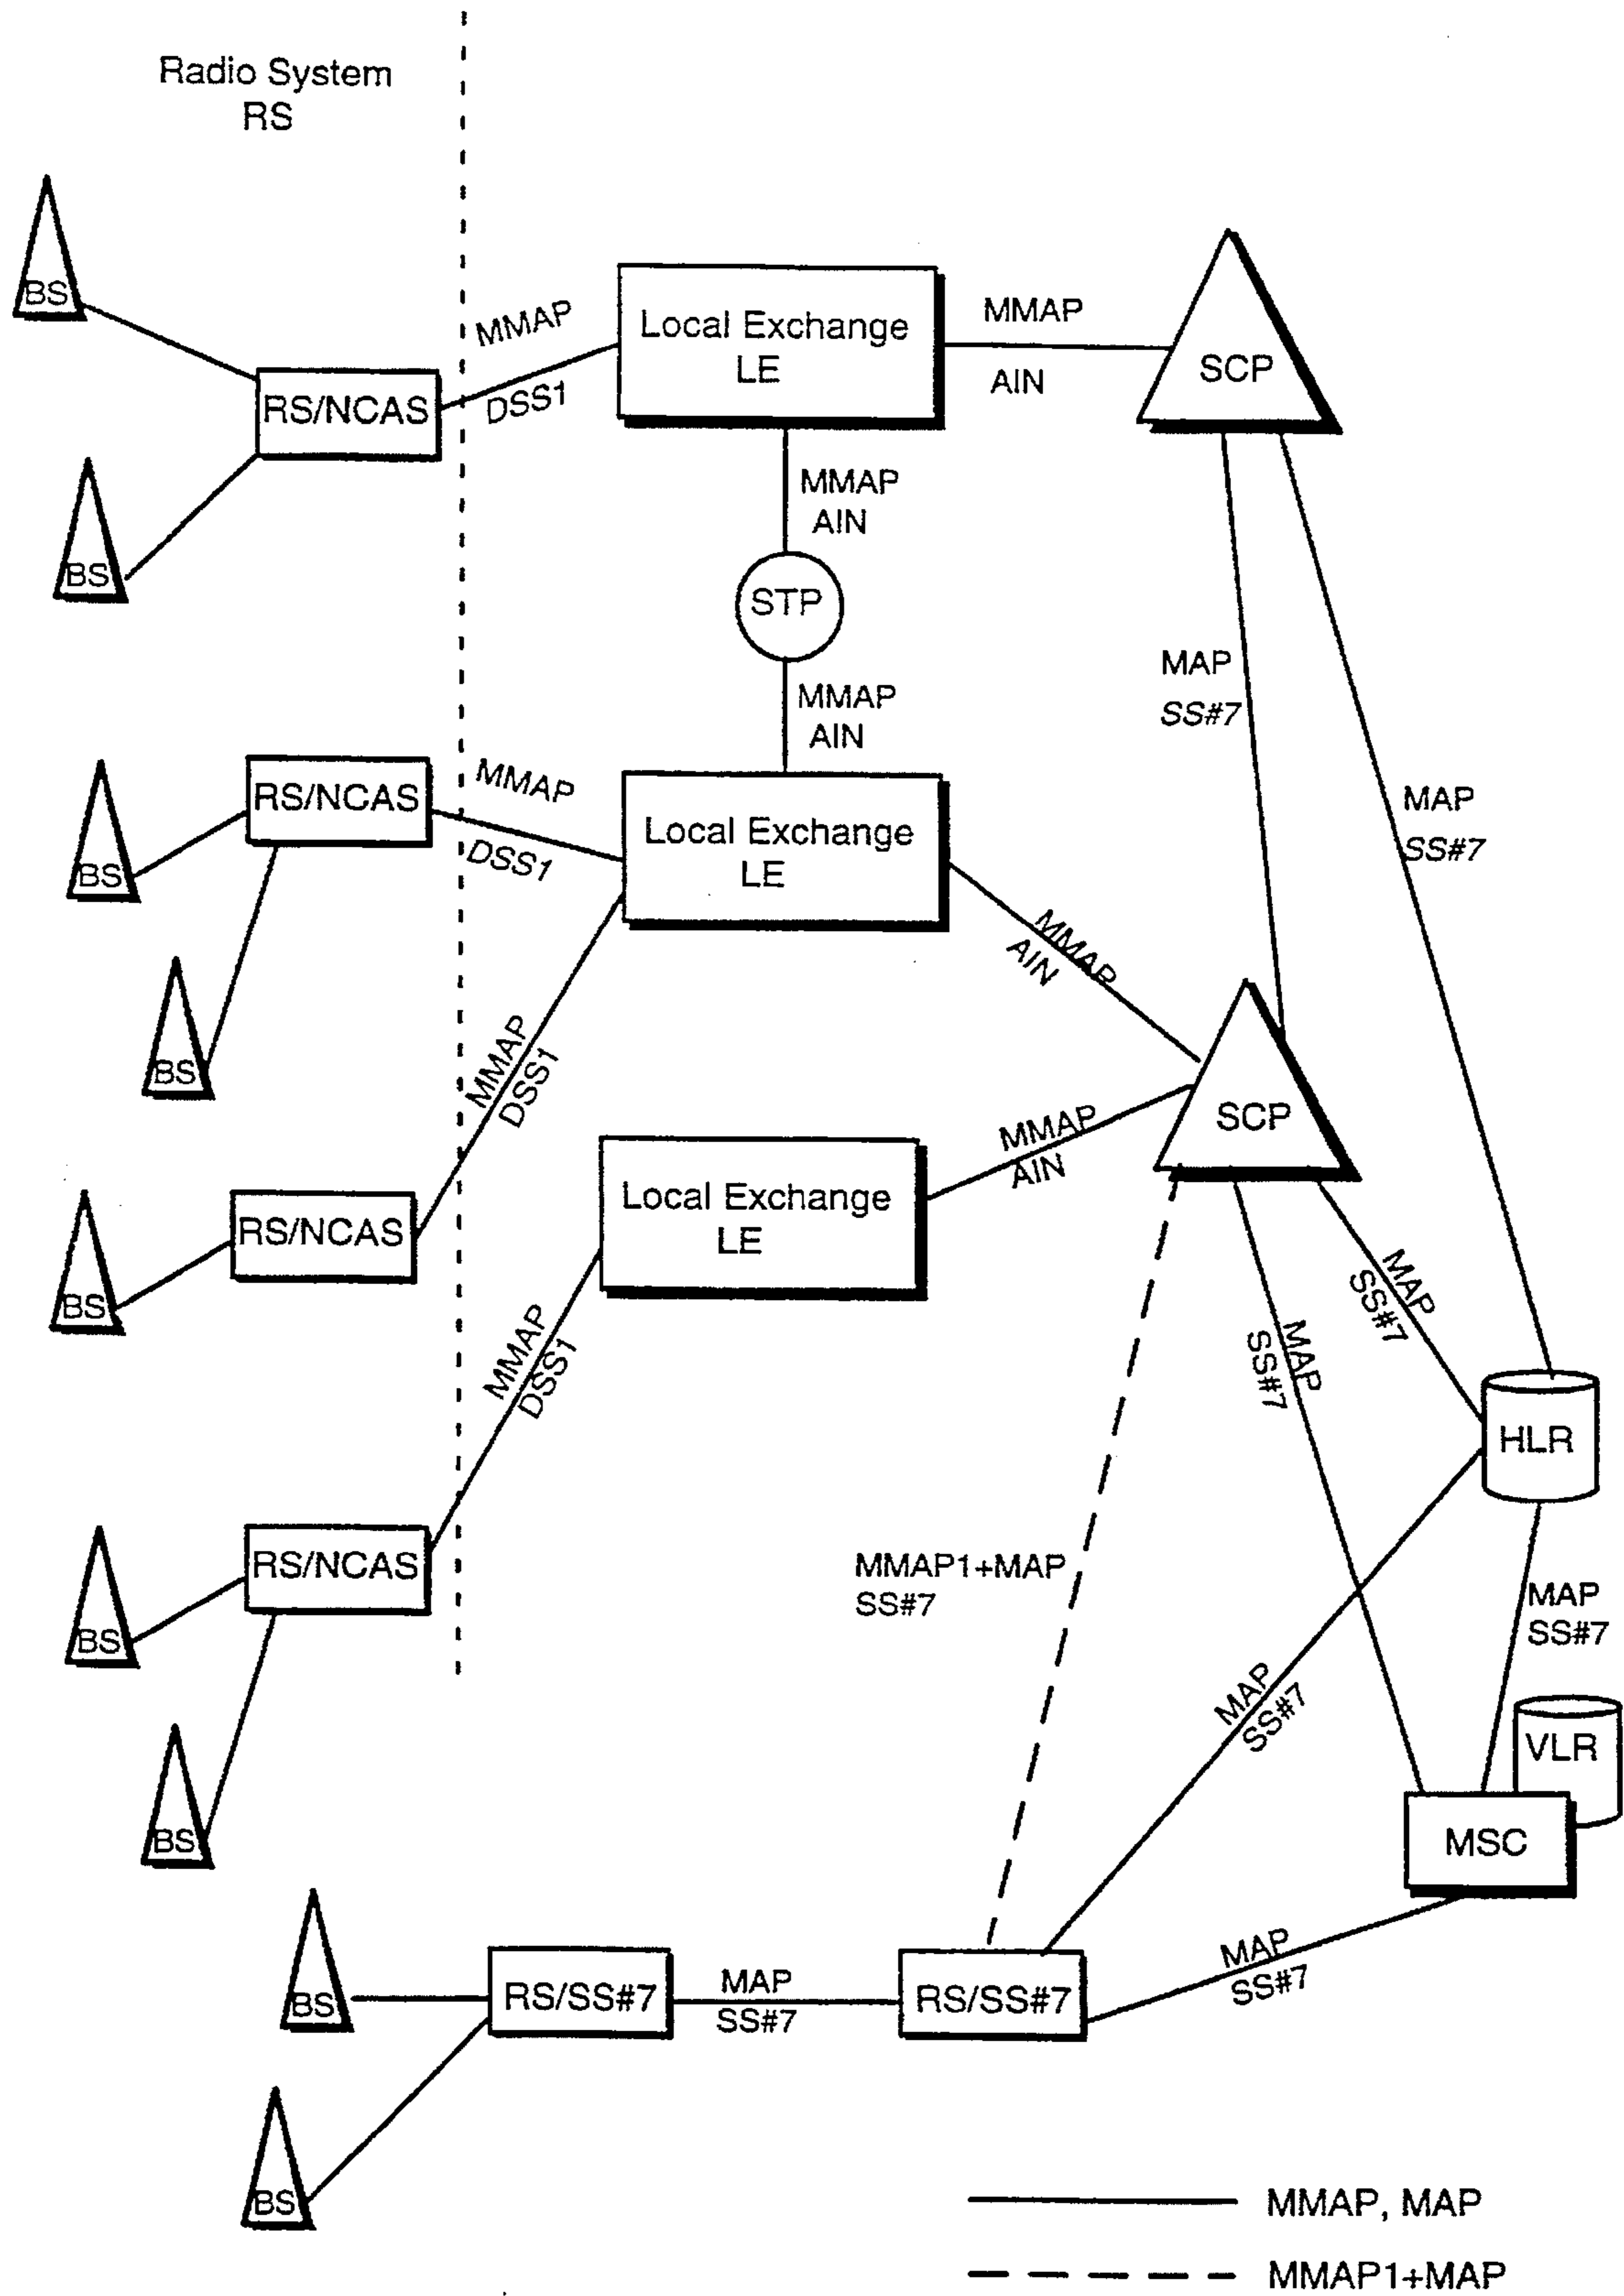 Radio System
RS
BS
MMAP
DSS1
Local Exchange
LE
MMAP
AIN
SCP
RS/NCAS
MMAP
AIN
BS
STP
MAP
SS#7
MMAP
AIN
MAP
SS#7
RS/NCAS
MMAP
DSS1
Local Exchange
LE
BS
MMAP
AIN
BS
MMAP
DSS1
SCP
MMAP
AIN
Local Exchange
LE
RS/NCAS
BS
MAP
SS#7
MAP
SS#7
MMAP
DSS1
HLR
RS/NCAS
BS
MMAP1+MAP
SS#7
MAP
SS#7
MAP
SS#7
VLR
BS
MSC
BS
RS/SS#7
MAP
SS#7
RS/SS#7
MAP
SS#7
BS
MMAP, MAP
MMAP1+MAP